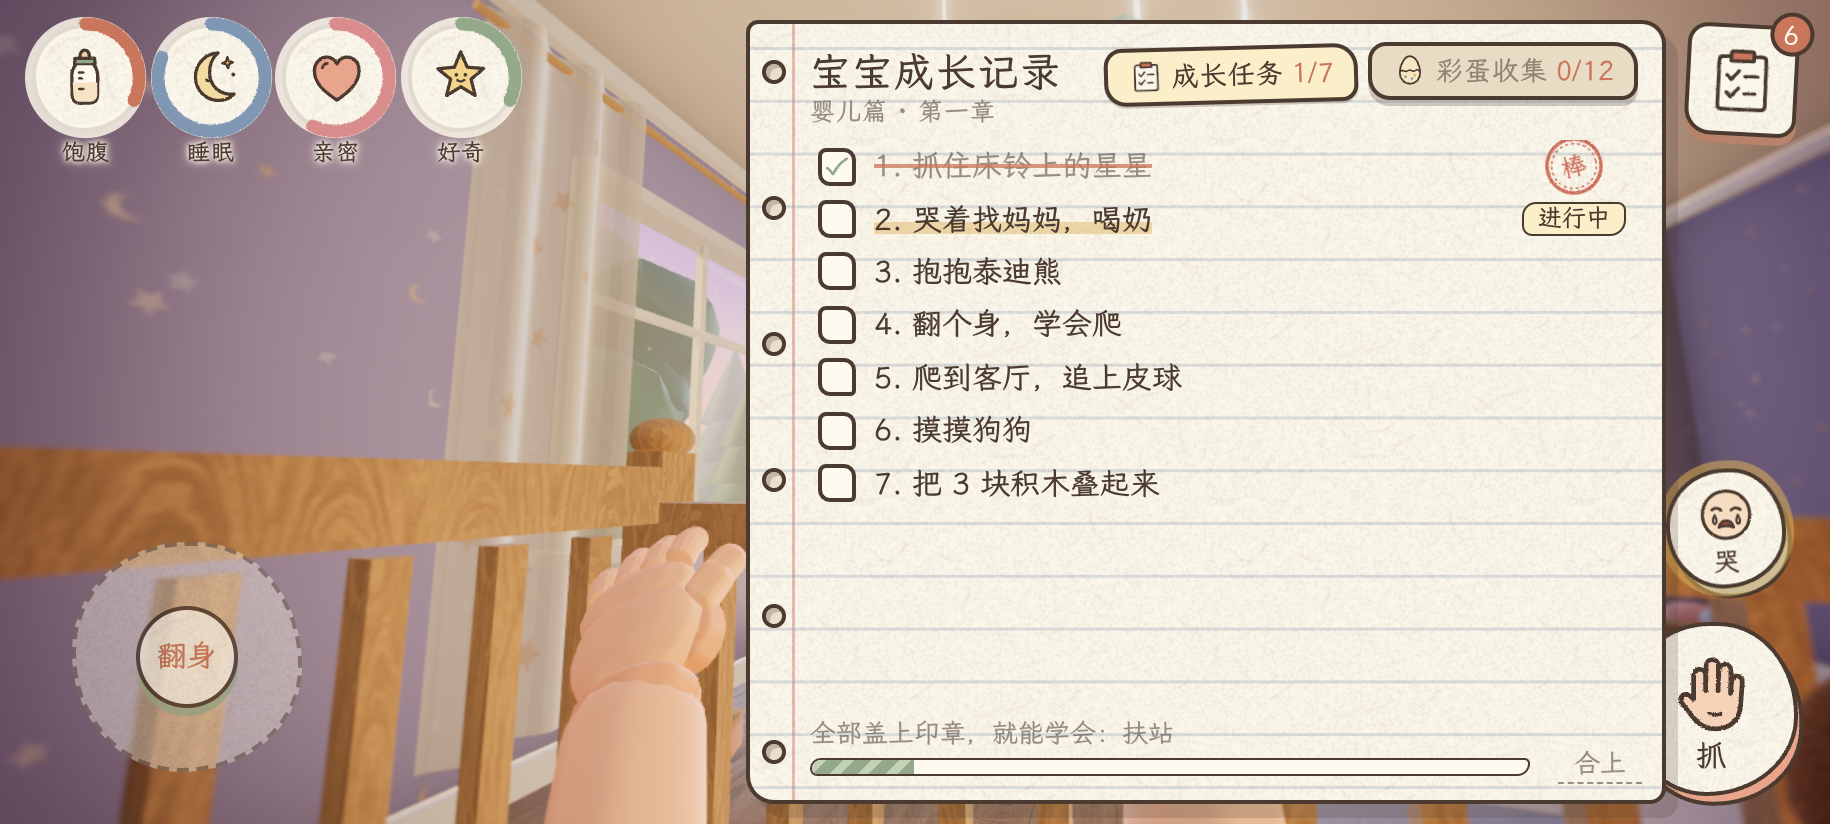 饱腹
睡眠
亲密
好奇
宝宝成长记录
成长任务 1/7
彩蛋收集 0/12
6
婴儿篇·第一章
1. 抓住床铃上的星星
棒
2. 哭着找妈妈，喝奶
进行中
3. 抱抱泰迪熊
4. 翻个身，学会爬
5. 爬到客厅，追上皮球
6. 摸摸狗狗
7. 把 3 块积木叠起来
哭
翻身
全部盖上印章，就能学会：扶站
合上
抓